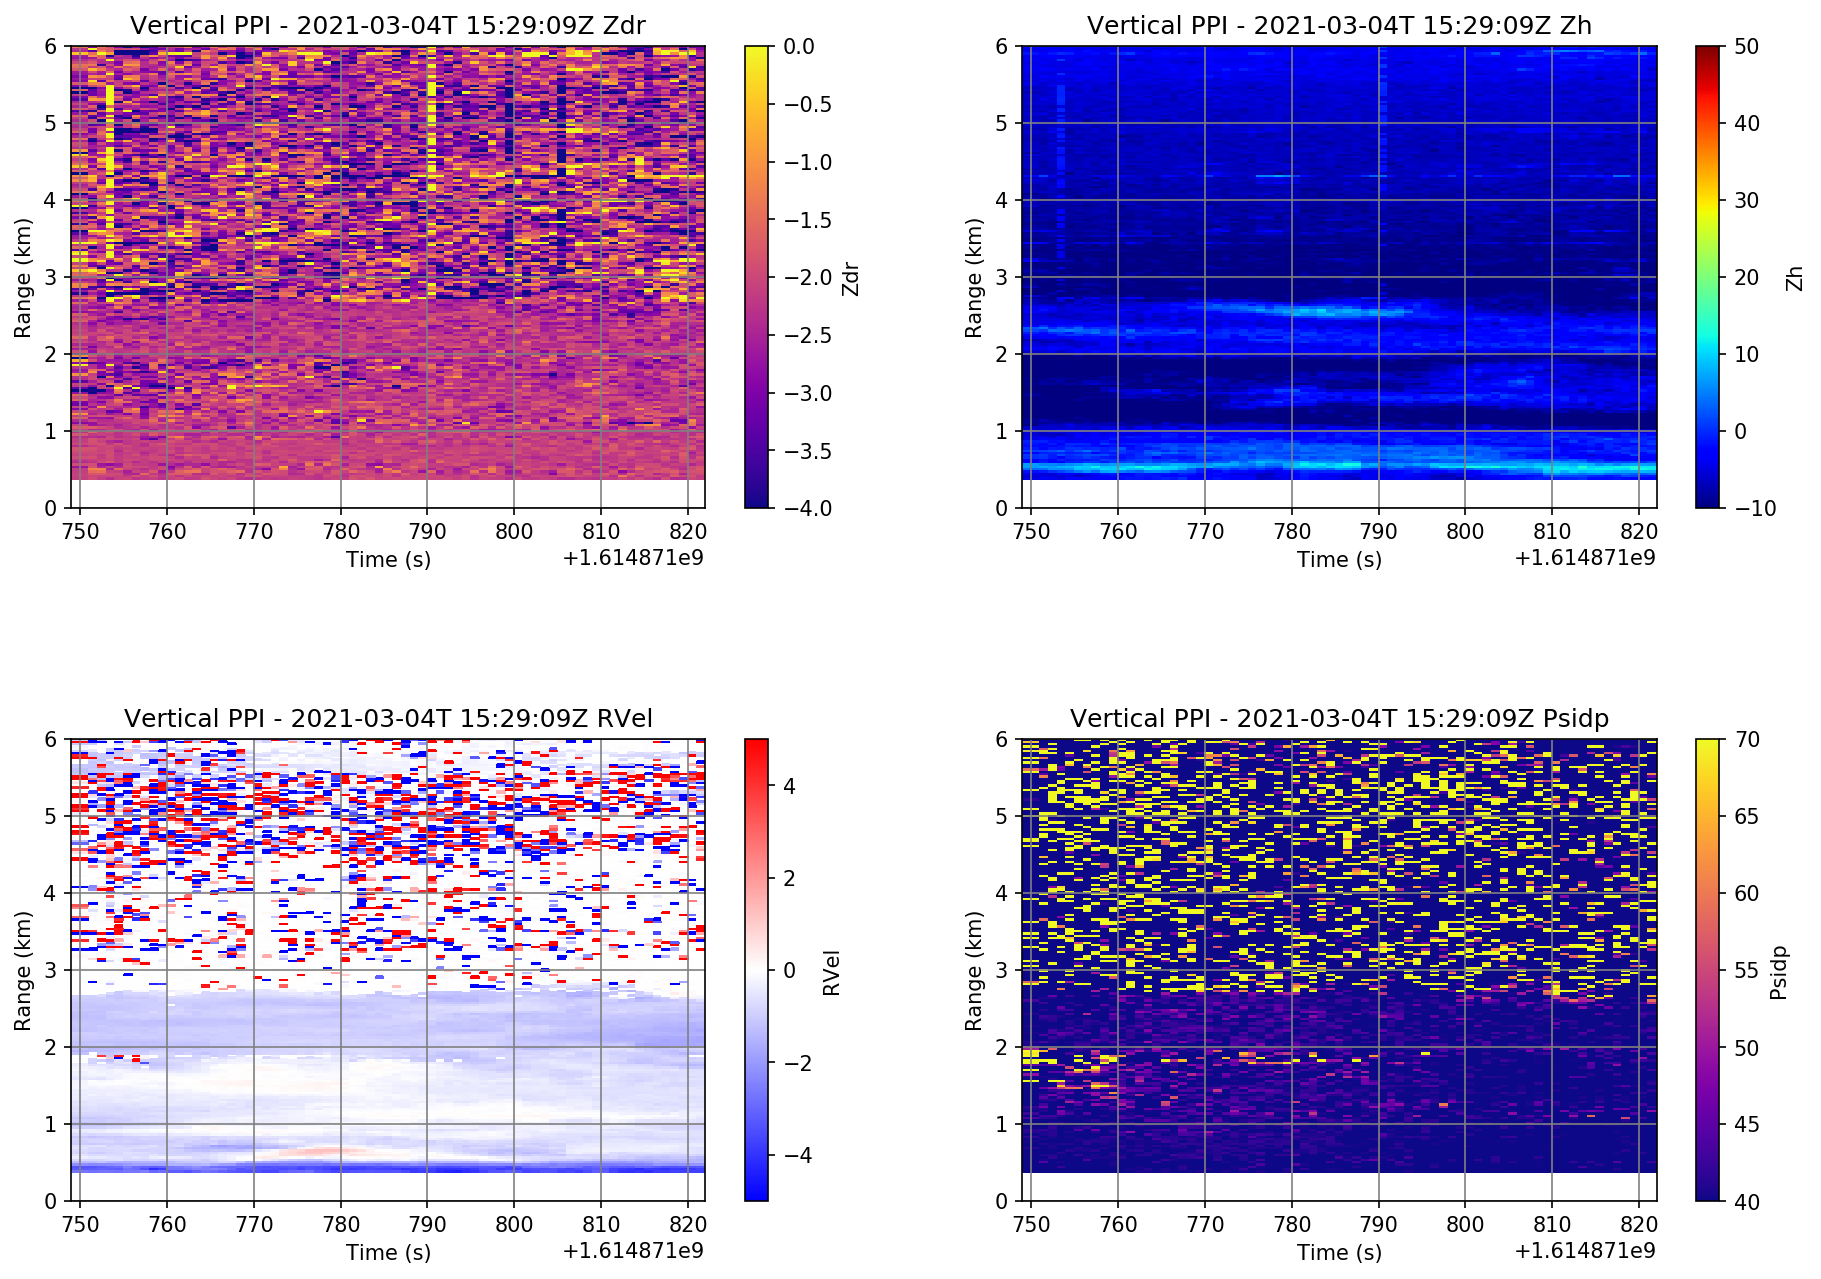 Vertical PPI - 2021-03-04T 15:29:09Z Zdr
6
5
4
3
2
1
0
Range (km)
750 760 770 780 790 800 810 820
Time (s)
+1.614871e9
0.0
−0.5
−1.0
−1.5
−2.0
−2.5
−3.0
−3.5
−4.0
Zdr
Vertical PPI - 2021-03-04T 15:29:09Z Zh
6
5
4
3
2
1
0
Range (km)
750 760 770 780 790 800 810 820
Time (s)
+1.614871e9
50
40
30
20
10
0
−10
Zh
Vertical PPI - 2021-03-04T 15:29:09Z RVel
6
5
4
3
2
1
0
Range (km)
750 760 770 780 790 800 810 820
Time (s)
+1.614871e9
4
2
0
−2
−4
RVel
Vertical PPI - 2021-03-04T 15:29:09Z Psidp
6
5
4
3
2
1
0
Range (km)
750 760 770 780 790 800 810 820
Time (s)
+1.614871e9
70
65
60
55
50
45
40
Psidp